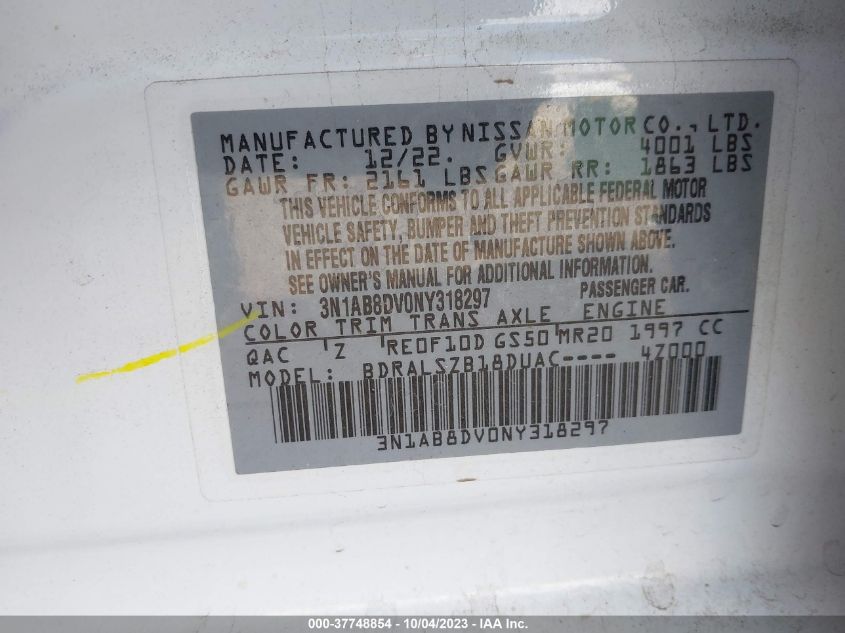 MANUFACTURED BY NISSAN MOTOR CO., LTD.
DATE: 12/22. GVWR: 4001 LBS
GAWR FR: 2161 LBS GAWR RR: 1863 LBS
THIS VEHICLE CONFORMS TO ALL APPLICABLE FEDERAL MOTOR
VEHICLE SAFETY, BUMPER AND THEFT PREVENTION STANDARDS
IN EFFECT ON THE DATE OF MANUFACTURE SHOWN ABOVE.
SEE OWNER'S MANUAL FOR ADDITIONAL INFORMATION.
VIN: 3N1AB8DV0NY318297 PASSENGER CAR.
COLOR TRIM TRANS AXLE ENGINE
QAC Z RE0F10D GS50 MR20 1997 CC
MODEL: BDRALSZB18DUAC---- 4Z000
3N1AB8DV0NY318297
000-37748854 - 10/04/2023 - IAA Inc.